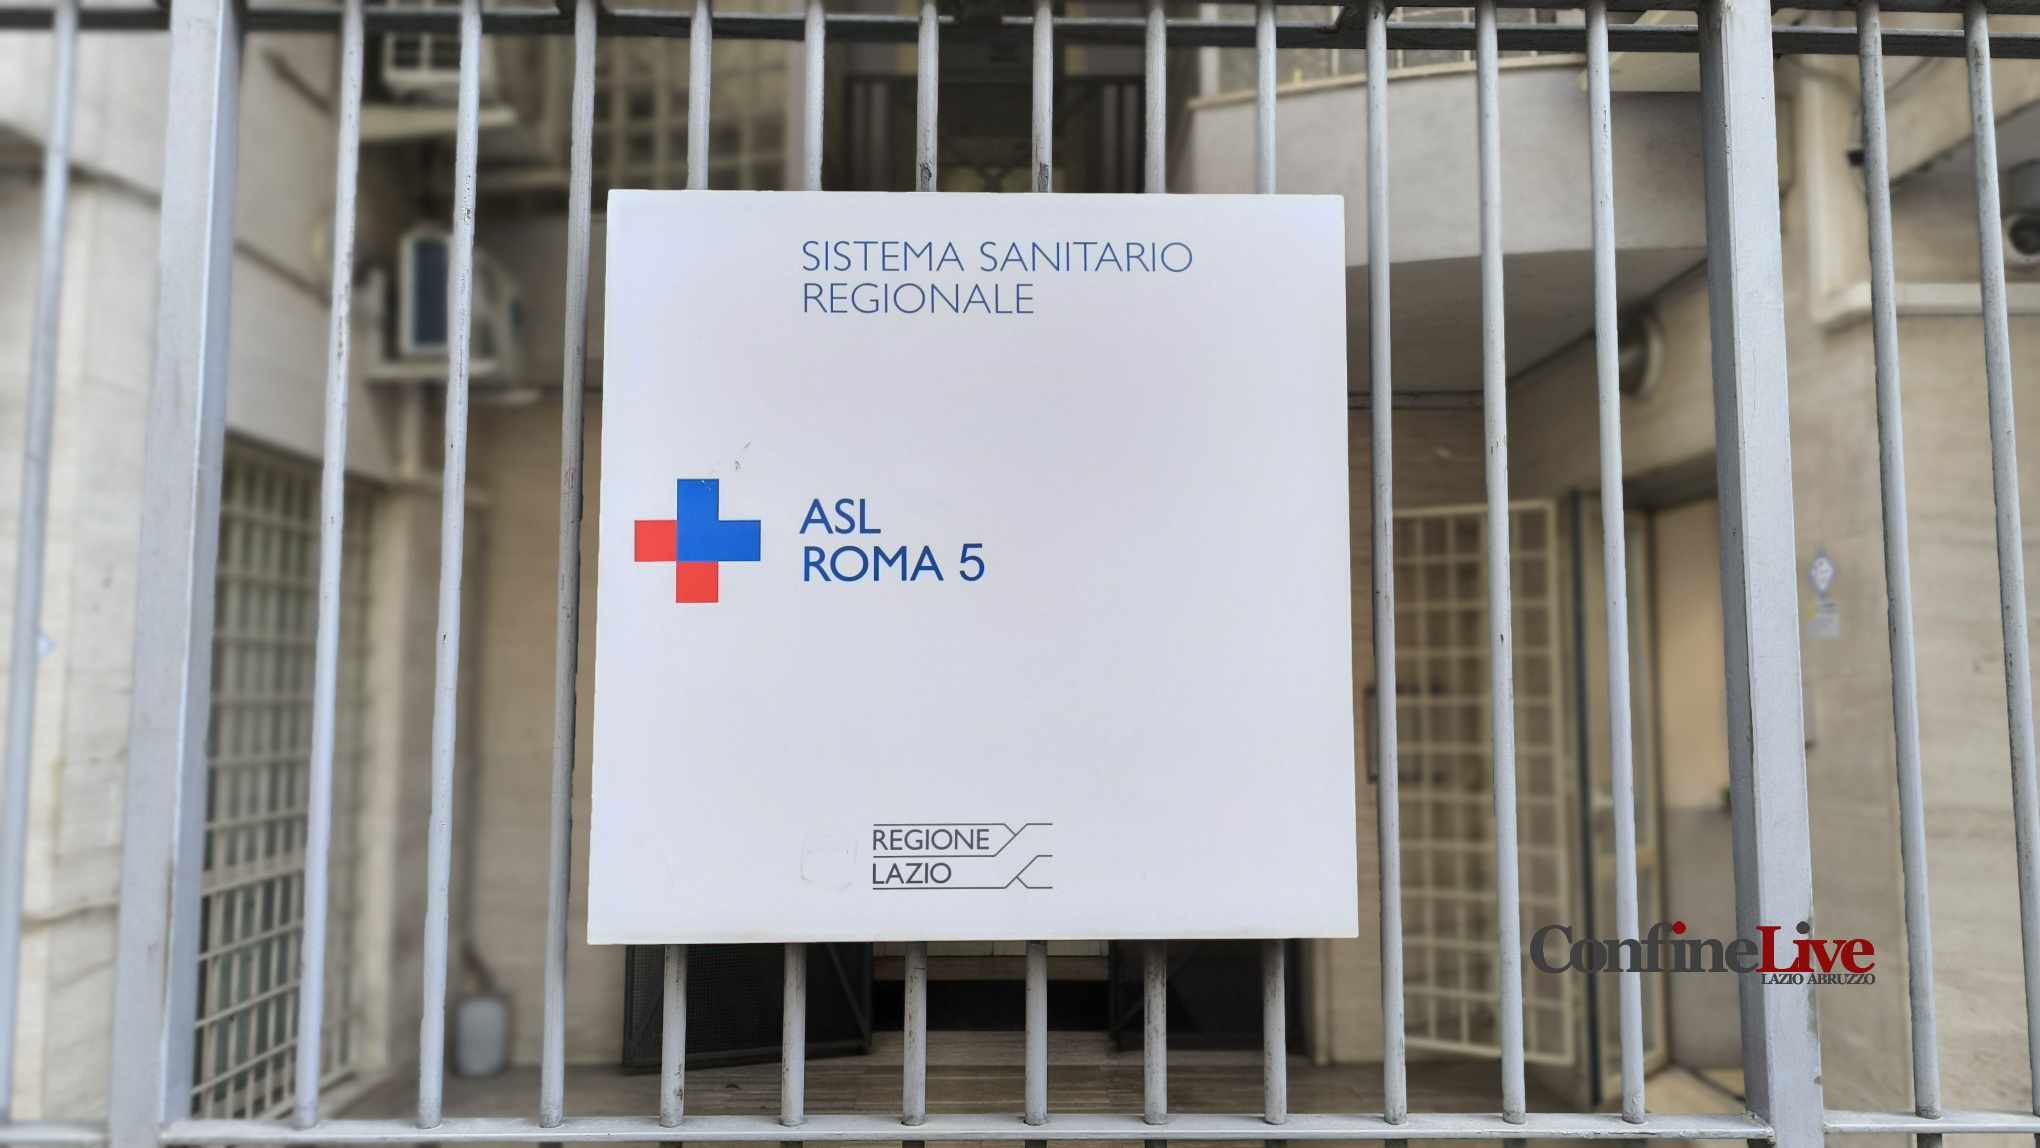 SISTEMA SANITARIO
REGIONALE
ASL
ROMA 5
REGIONE
LAZIO
ConfineLive
LAZIO ABRUZZO